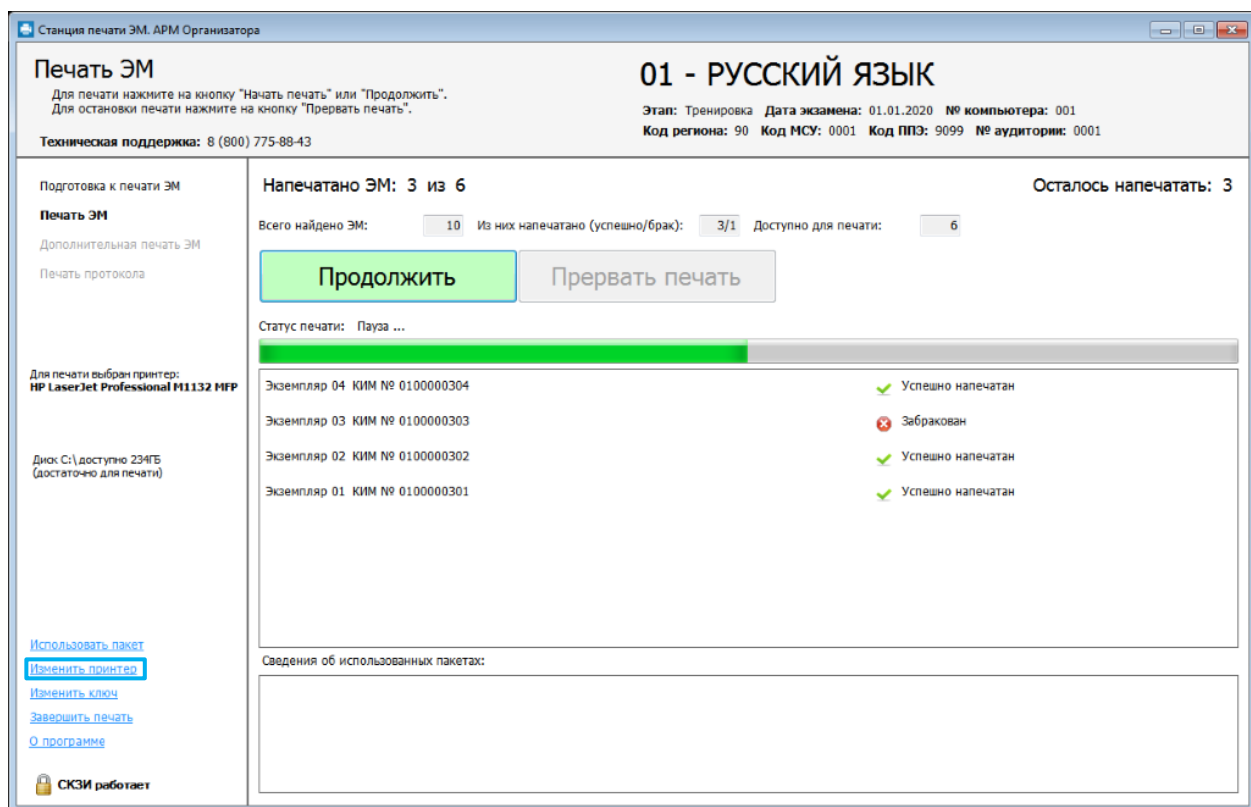 Станция печати ЭМ. АРМ Организатора
Печать ЭМ
Для печати нажмите на кнопку "Начать печать" или "Продолжить".
Для остановки печати нажмите на кнопку "Прервать печать".
Техническая поддержка: 8 (800) 775-88-43
01 - РУССКИЙ ЯЗЫК
Этап: Тренировка Дата экзамена: 01.01.2020 № компьютера: 001
Код региона: 90 Код МСУ: 0001 Код ППЭ: 9099 № аудитории: 0001
Подготовка к печати ЭМ
Печать ЭМ
Дополнительная печать ЭМ
Печать протокола
Для печати выбран принтер:
HP LaserJet Professional M1132 MFP
Диск C:\ доступно 234ГБ
(достаточно для печати)
Использовать пакет
Изменить принтер
Изменить ключ
Завершить печать
О программе
СКЗИ работает
Напечатано ЭМ: 3 из 6 Осталось напечатать: 3
Всего найдено ЭМ: 10 Из них напечатано (успешно/брак): 3/1 Доступно для печати: 6
Продолжить Прервать печать
Статус печати: Пауза ...
Экземпляр 04 КИМ № 0100000304 Успешно напечатан
Экземпляр 03 КИМ № 0100000303 Забракован
Экземпляр 02 КИМ № 0100000302 Успешно напечатан
Экземпляр 01 КИМ № 0100000301 Успешно напечатан
Сведения об использованных пакетах: